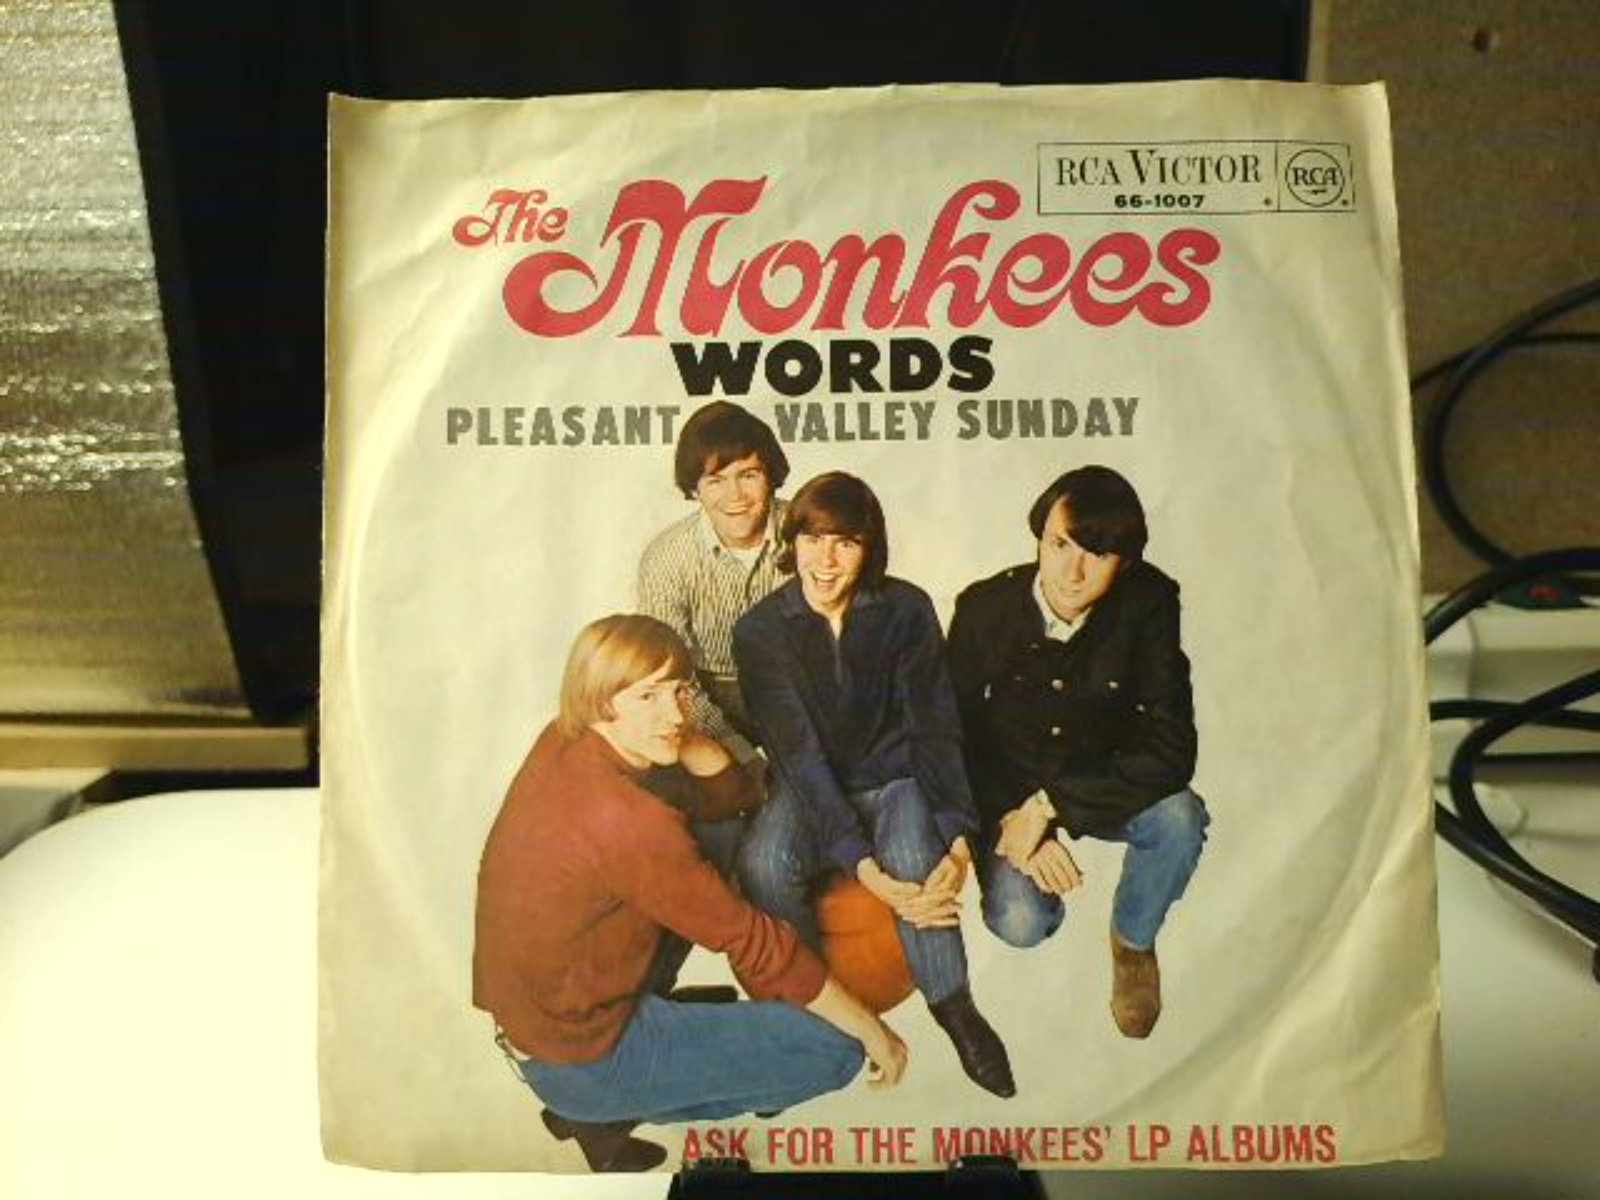 RCA VICTOR
66-1007
RCA
The Monkees
WORDS
PLEASANT VALLEY SUNDAY
ASK FOR THE MONKEES' LP ALBUMS